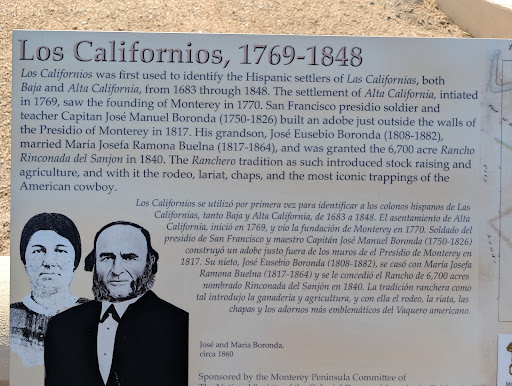 Los Californios, 1769-1848
Los Californios was first used to identify the Hispanic settlers of Las Californias, both
Baja and Alta California, from 1683 through 1848. The settlement of Alta California, intiated
in 1769, saw the founding of Monterey in 1770. San Francisco presidio soldier and
teacher Capitan José Manuel Boronda (1750-1826) built an adobe just outside the walls of
the Presidio of Monterey in 1817. His grandson, José Eusebio Boronda (1808-1882),
married María Josefa Ramona Buelna (1817-1864), and was granted the 6,700 acre Rancho
Rinconada del Sanjon in 1840. The Ranchero tradition as such introduced stock raising and
agriculture, and with it the rodeo, lariat, chaps, and the most iconic trappings of the
American cowboy.
Los Californios se utilizó por primera vez para identificar a los colonos hispanos de Las
Californias, tanto Baja y Alta California, de 1683 a 1848. El asentamiento de Alta
California, inició en 1769, y vio la fundación de Monterey en 1770. Soldado del
presidio de San Francisco y maestro Capitán José Manuel Boronda (1750-1826)
construyó un adobe justo fuera de los muros de el Presidio de Monterey en
1817. Su nieto, José Eusebio Boronda (1808-1882), se casó con María Josefa
Ramona Buelna (1817-1864) y se le concedió el Rancho de 6,700 acres
nombrado Rinconada del Sanjón en 1840. La tradición ranchera como
tal introdujo la ganadería y agricultura, y con ella el rodeo, la riata, las
chapas y los adornos más emblemáticos del Vaquero americano.
José and Maria Boronda,
circa 1860
Sponsored by the Monterey Peninsula Committee of